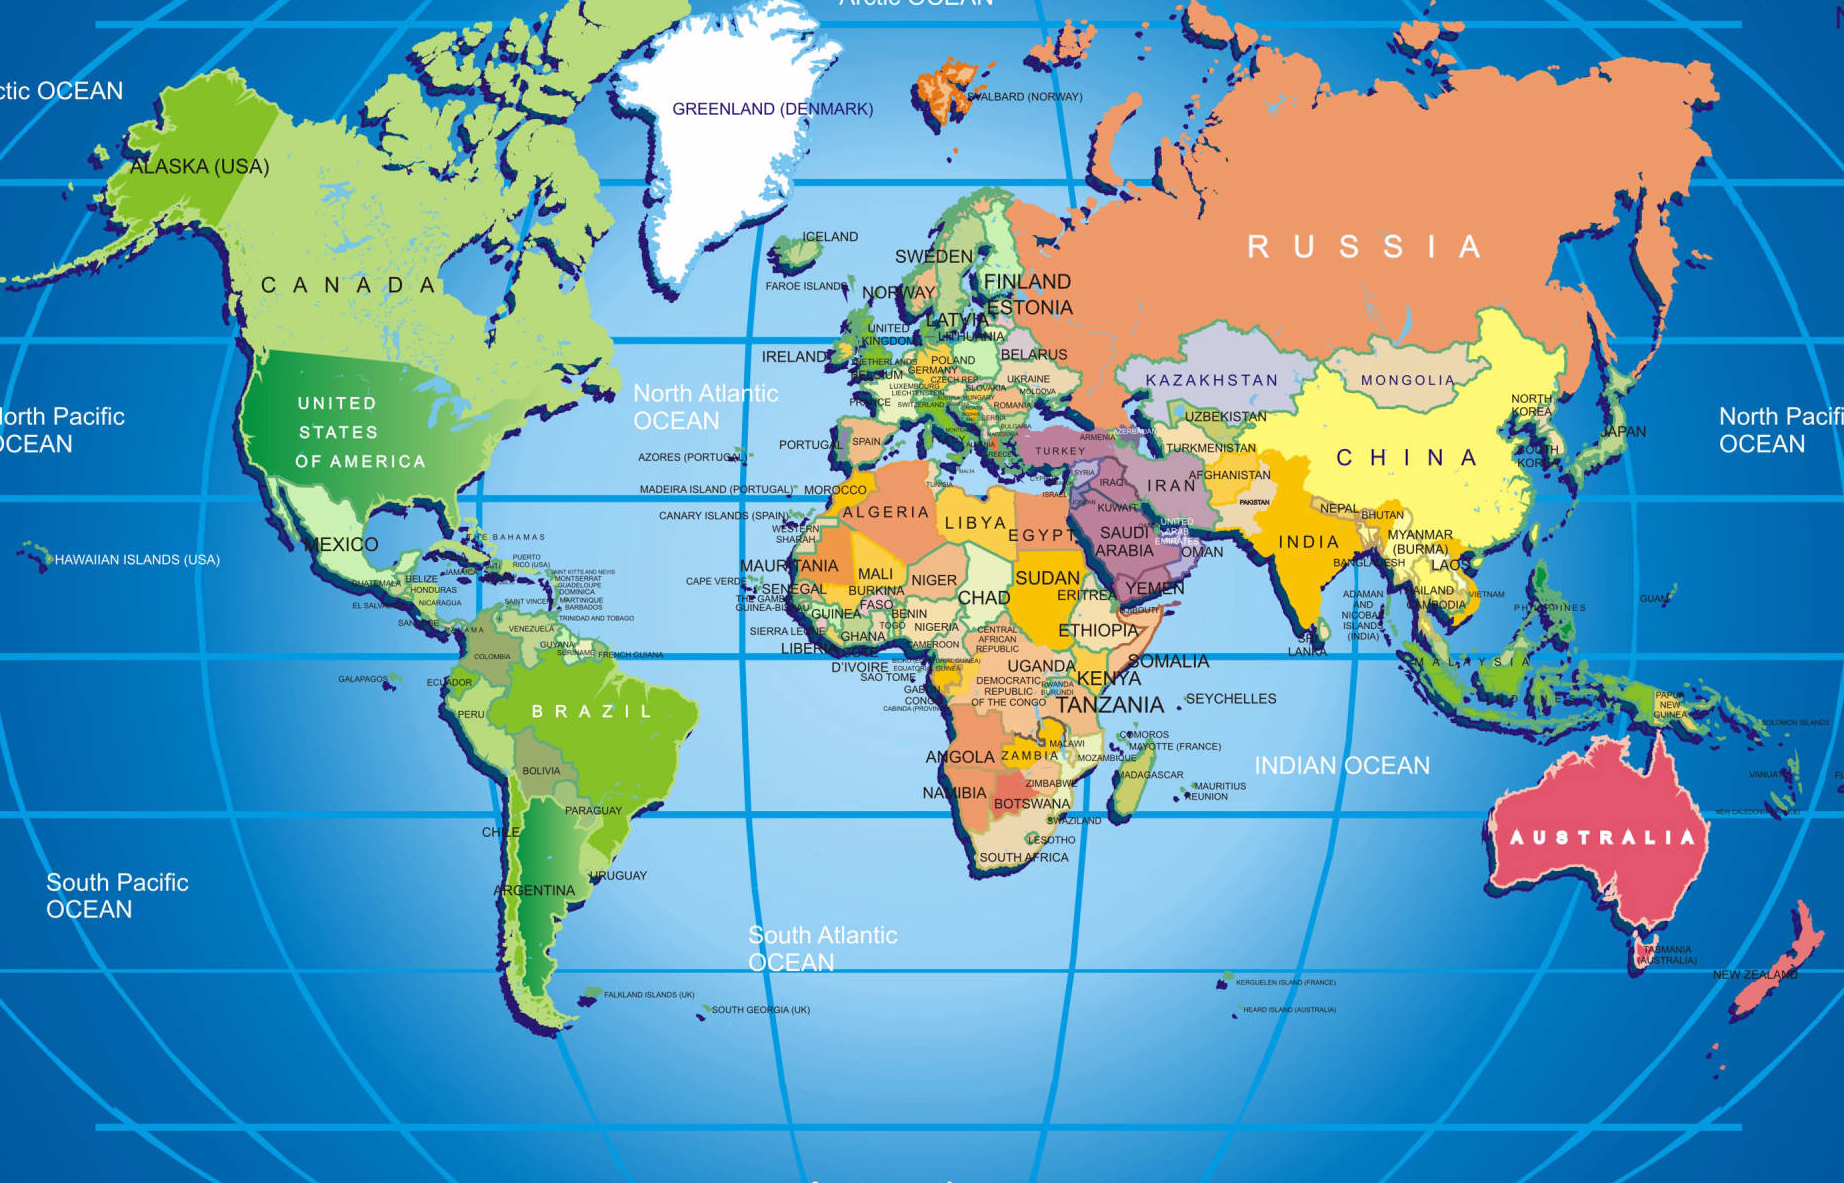 Arctic OCEAN
ctic OCEAN
GREENLAND (DENMARK)
SVALBARD (NORWAY)
ALASKA (USA)
ICELAND
RUSSIA
SWEDEN
CANADA
FAROE ISLANDS
NORWAY
FINLAND
ESTONIA
LATVIA
LITHUANIA
UNITED
KINGDOM
IRELAND
NETHERLANDS
POLAND
BELARUS
BELGIUM
GERMANY
CZECH REP
LUXEMBOURG
LIECHTENSTEIN
SLOVAKIA
UKRAINE
MOLDOVA
KAZAKHSTAN
MONGOLIA
UNITED
STATES
OF AMERICA
North Atlantic
OCEAN
FRANCE
SWITZERLAND
AUSTRIA
HUNGARY
ROMANIA
SERBIA
BULGARIA
MACEDONIA
ALBANIA
GREECE
UZBEKISTAN
NORTH
KOREA
North Pacific
OCEAN
North Pacifi
OCEAN
JAPAN
PORTUGAL
SPAIN
ARMENIA
AZERBAIJAN
TURKEY
TURKMENISTAN
CHINA
SOUTH
KOREA
AZORES (PORTUGAL)
MALTA
SYRIA
IRAQ
IRAN
AFGHANISTAN
MADEIRA ISLAND (PORTUGAL)
MOROCCO
TUNISIA
ISRAEL
KUWAIT
PAKISTAN
NEPAL
BHUTAN
CANARY ISLANDS (SPAIN)
ALGERIA
LIBYA
EGYPT
SAUDI
ARABIA
UNITED
ARAB
EMIRATES
OMAN
INDIA
MYANMAR
(BURMA)
BANGLADESH
LAOS
WESTERN
SHARAH
MEXICO
THE BAHAMAS
HAWAIIAN ISLANDS (USA)
PUERTO
RICO (USA)
JAMAICA
SAINT KITTS AND NEVIS
MONTSERRAT
GUADELOUPE
DOMINICA
MARTINIQUE
BARBADOS
SAINT VINCENT
TRINIDAD AND TOBAGO
GUATEMALA
BELIZE
HONDURAS
EL SALVADOR
NICARAGUA
SAN JOSE
PANAMA
MAURITANIA
CAPE VERDE
SENEGAL
THE GAMBIA
GUINEA-BISSAU
MALI
BURKINA
FASO
NIGER
CHAD
SUDAN
ERITREA
YEMEN
DJIBOUTI
GUINEA
BENIN
TOGO
NIGERIA
SIERRA LEONE
GHANA
LIBERIA
COTE
D'IVOIRE
CAMEROON
CENTRAL
AFRICAN
REPUBLIC
ETHIOPIA
SOMALIA
ADAMAN
AND
NICOBAR
ISLANDS
(INDIA)
THAILAND
CAMBODIA
VIETNAM
PHILIPPINES
GUAM
SRI
LANKA
MALAYSIA
INDONESIA
VENEZUELA
GUYANA
SURINAME
FRENCH GUIANA
COLOMBIA
GALAPAGOS
ECUADOR
PERU
BRAZIL
BIOKO (EQUATORIAL GUINEA)
EQUATORIAL GUINEA
SAO TOME
GABON
CONGO
CABINDA (PROVINCE)
UGANDA
KENYA
DEMOCRATIC
REPUBLIC
OF THE CONGO
RWANDA
BURUNDI
TANZANIA
SEYCHELLES
PAPUA
NEW
GUINEA
SOLOMON ISLANDS
ANGOLA
ZAMBIA
MALAWI
COMOROS
MAYOTTE (FRANCE)
MOZAMBIQUE
INDIAN OCEAN
BOLIVIA
NAMIBIA
ZIMBABWE
BOTSWANA
MADAGASCAR
MAURITIUS
REUNION
VANUATU
PARAGUAY
CHILE
SWAZILAND
LESOTHO
SOUTH AFRICA
AUSTRALIA
URUGUAY
ARGENTINA
South Pacific
OCEAN
South Atlantic
OCEAN
TASMANIA
(AUSTRALIA)
NEW ZEALAND
FALKLAND ISLANDS (UK)
SOUTH GEORGIA (UK)
KERGUELEN ISLAND (FRANCE)
HEARD ISLAND (AUSTRALIA)